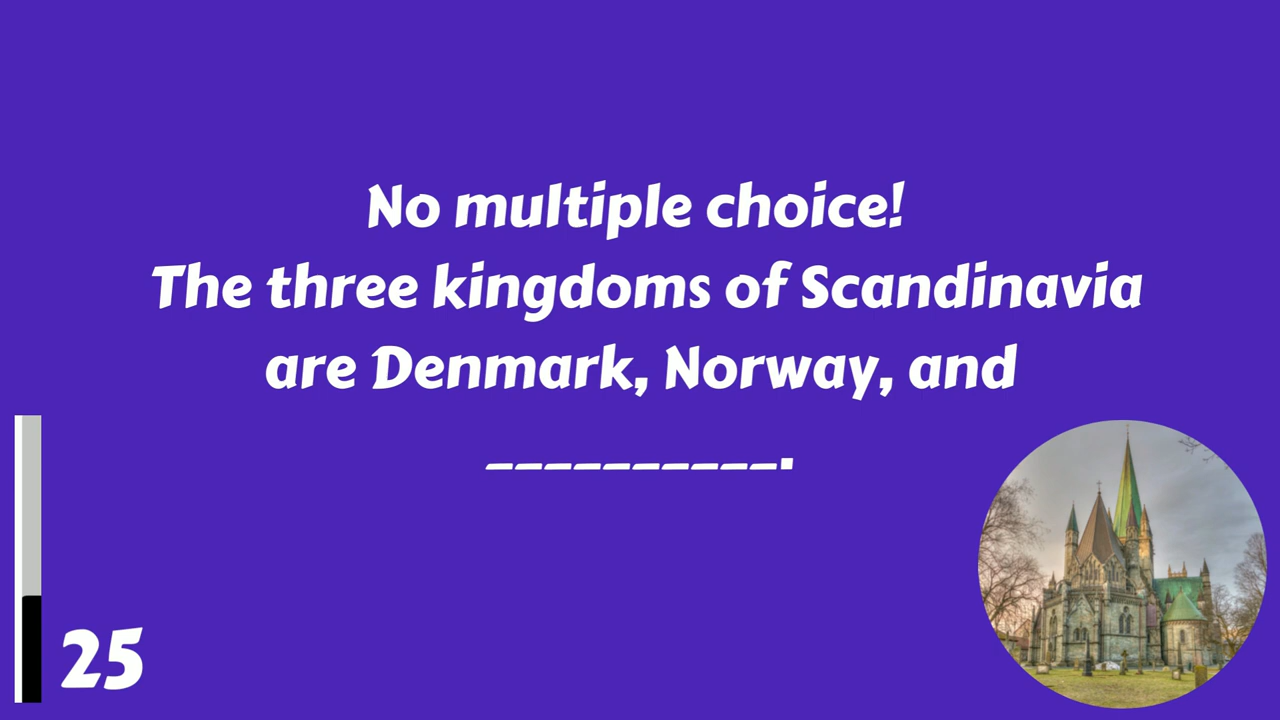 No multiple choice!
The three kingdoms of Scandinavia
are Denmark, Norway, and
__________.
25